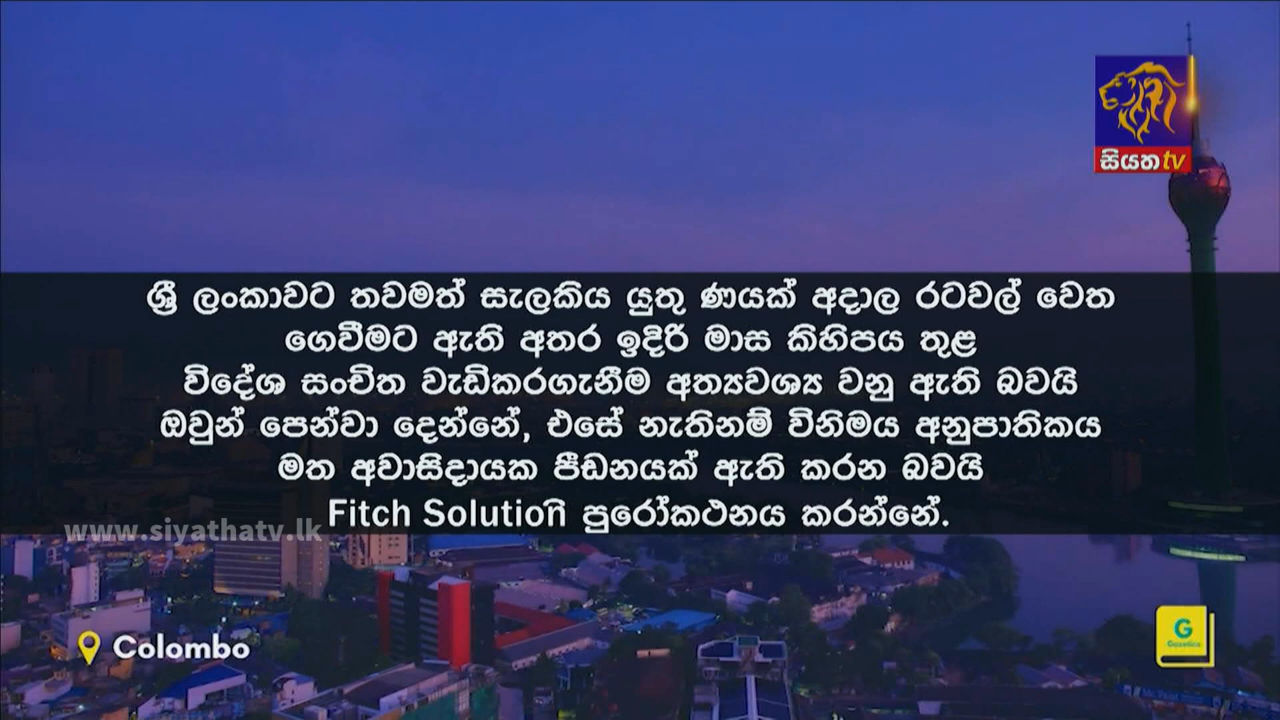 සියත tv
ශ්‍රී ලංකාවට තවමත් සැලකිය යුතු ණයක් අදාල රටවල් වෙත
ගෙවීමට ඇති අතර ඉදිරි මාස කිහිපය තුළ
විදේශ සංචිත වැඩිකරගැනීම අත්‍යවශ්‍ය වනු ඇති බවයි
ඔවුන් පෙන්වා දෙන්නේ, එසේ නැතිනම් විනිමය අනුපාතිකය
මත අවාසිදායක පීඩනයක් ඇති කරන බවයි
Fitch Solutionෆි පුරෝකථනය කරන්නේ.
www.siyathatv.lk
Colombo
G